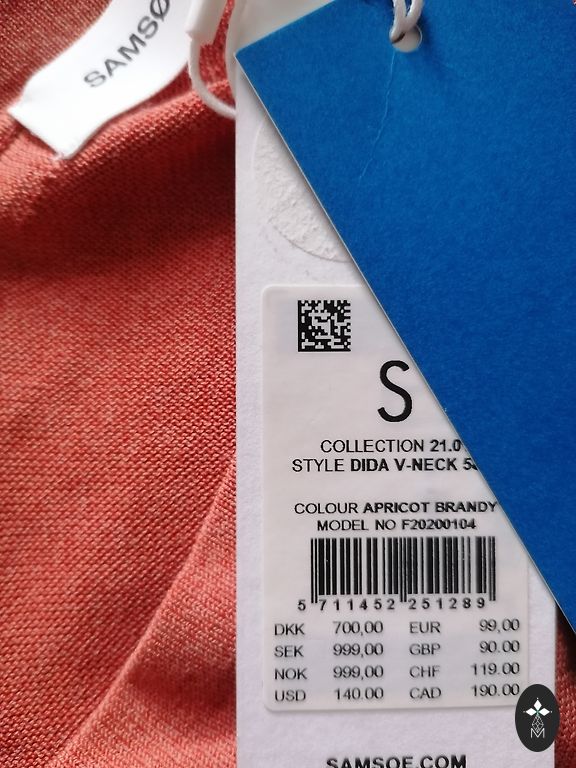 SAMSØ
S
COLLECTION 21.0
STYLE DIDA V-NECK
COLOUR APRICOT BRANDY
MODEL NO F20200104
5 711452 251289
DKK 700,00 EUR 99,00
SEK 999,00 GBP 90.00
NOK 999,00 CHF 119.00
USD 140.00 CAD 190.00
SAMSOE.COM
M